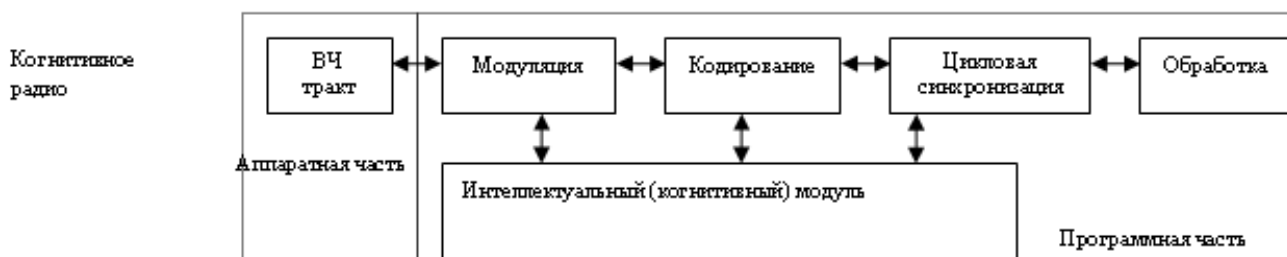 Когнитивное
радио
ВЧ
тракт
Модуляция
Кодирование
Цикловая
синхронизация
Обработка
Аппаратная часть
Интеллектуальный (когнитивный) модуль
Программная часть